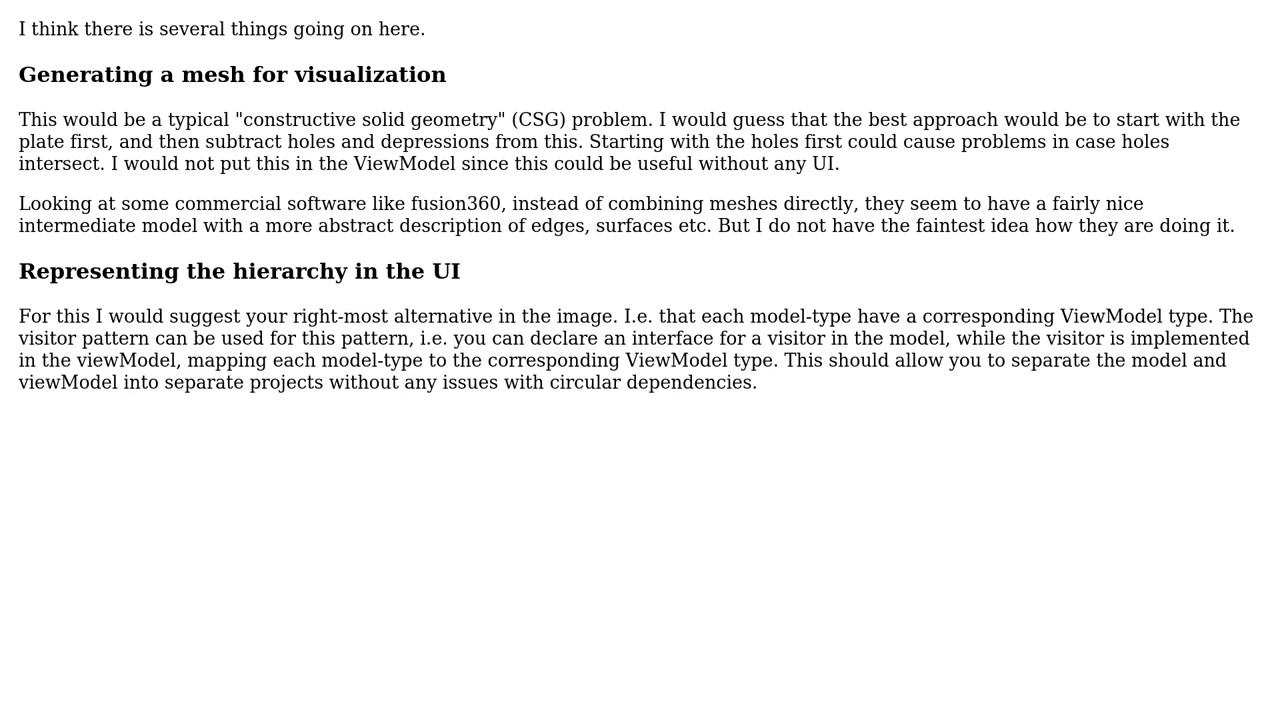 I think there is several things going on here.
Generating a mesh for visualization
This would be a typical "constructive solid geometry" (CSG) problem. I would guess that the best approach would be to start with the
plate first, and then subtract holes and depressions from this. Starting with the holes first could cause problems in case holes
intersect. I would not put this in the ViewModel since this could be useful without any UI.
Looking at some commercial software like fusion360, instead of combining meshes directly, they seem to have a fairly nice
intermediate model with a more abstract description of edges, surfaces etc. But I do not have the faintest idea how they are doing it.
Representing the hierarchy in the UI
For this I would suggest your right-most alternative in the image. I.e. that each model-type have a corresponding ViewModel type. The
visitor pattern can be used for this pattern, i.e. you can declare an interface for a visitor in the model, while the visitor is implemented
in the viewModel, mapping each model-type to the corresponding ViewModel type. This should allow you to separate the model and
viewModel into separate projects without any issues with circular dependencies.